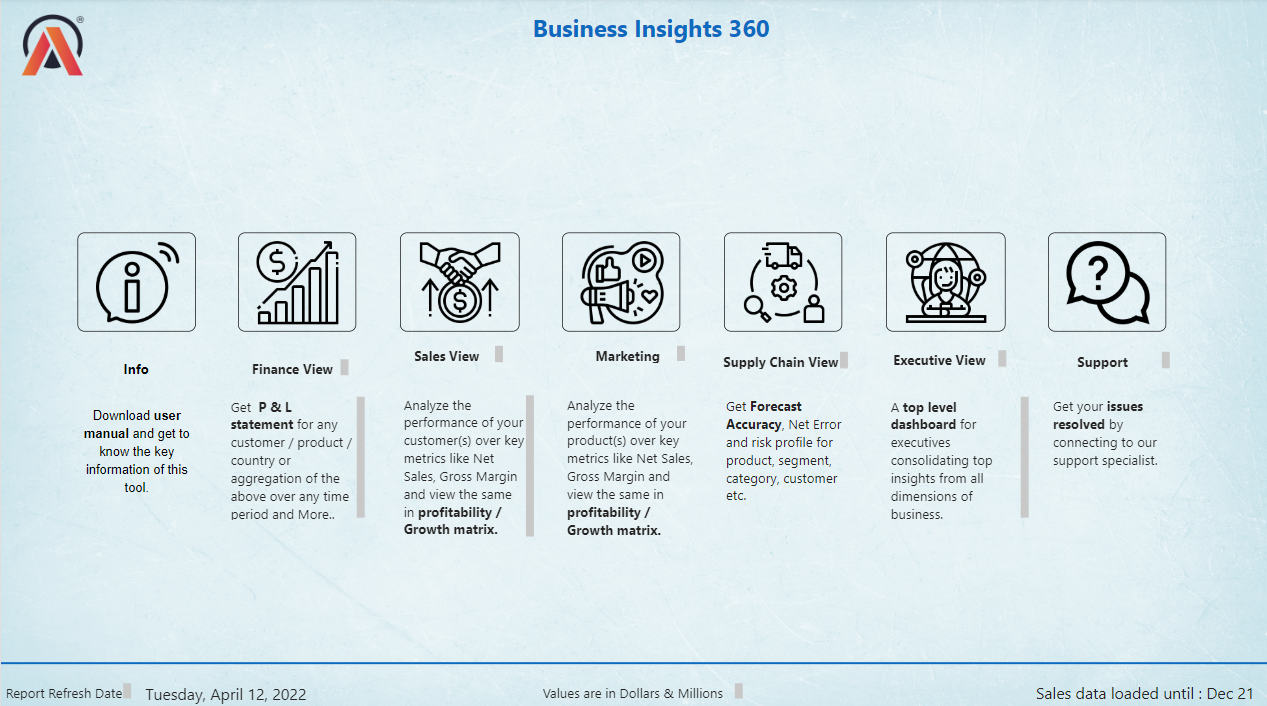 ®
Business Insights 360
Info
Finance View
Sales View
Marketing
Supply Chain View
Executive View
Support
Download user
manual and get to
know the key
information of this
tool.
Get P & L
statement for any
customer / product /
country or
aggregation of the
above over any time
period and More..
Analyze the
performance of your
customer(s) over key
metrics like Net
Sales, Gross Margin
and view the same
in profitability /
Growth matrix.
Analyze the
performance of your
product(s) over key
metrics like Net Sales,
Gross Margin and
view the same in
profitability /
Growth matrix.
Get Forecast
Accuracy, Net Error
and risk profile for
product, segment,
category, customer
etc.
A top level
dashboard for
executives
consolidating top
insights from all
dimensions of
business.
Get your issues
resolved by
connecting to our
support specialist.
Report Refresh Date
Tuesday, April 12, 2022
Values are in Dollars & Millions
Sales data loaded until : Dec 21